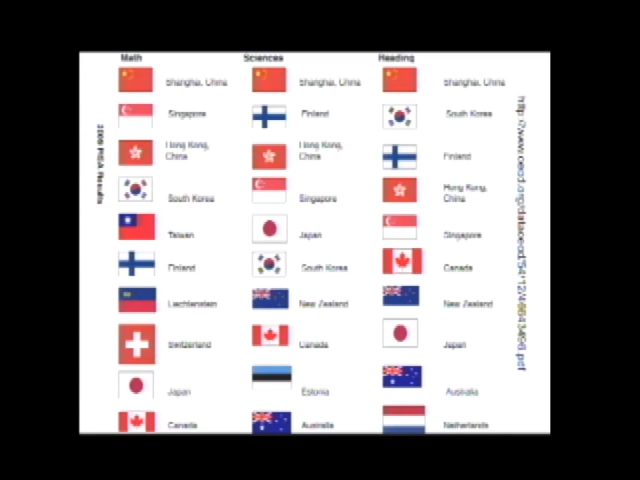 Math Sciences Reading
Shanghai, China Shanghai, China Shanghai, China
Singapore Finland South Korea
Hong Kong,
China
Hong Kong,
China
Finland
South Korea Singapore Hong Kong,
China
Taiwan Japan Singapore
Finland South Korea Canada
Liechtenstein New Zealand New Zealand
Switzerland Canada Japan
Japan Estonia Australia
Canada Australia Netherlands
2009 PISA Results